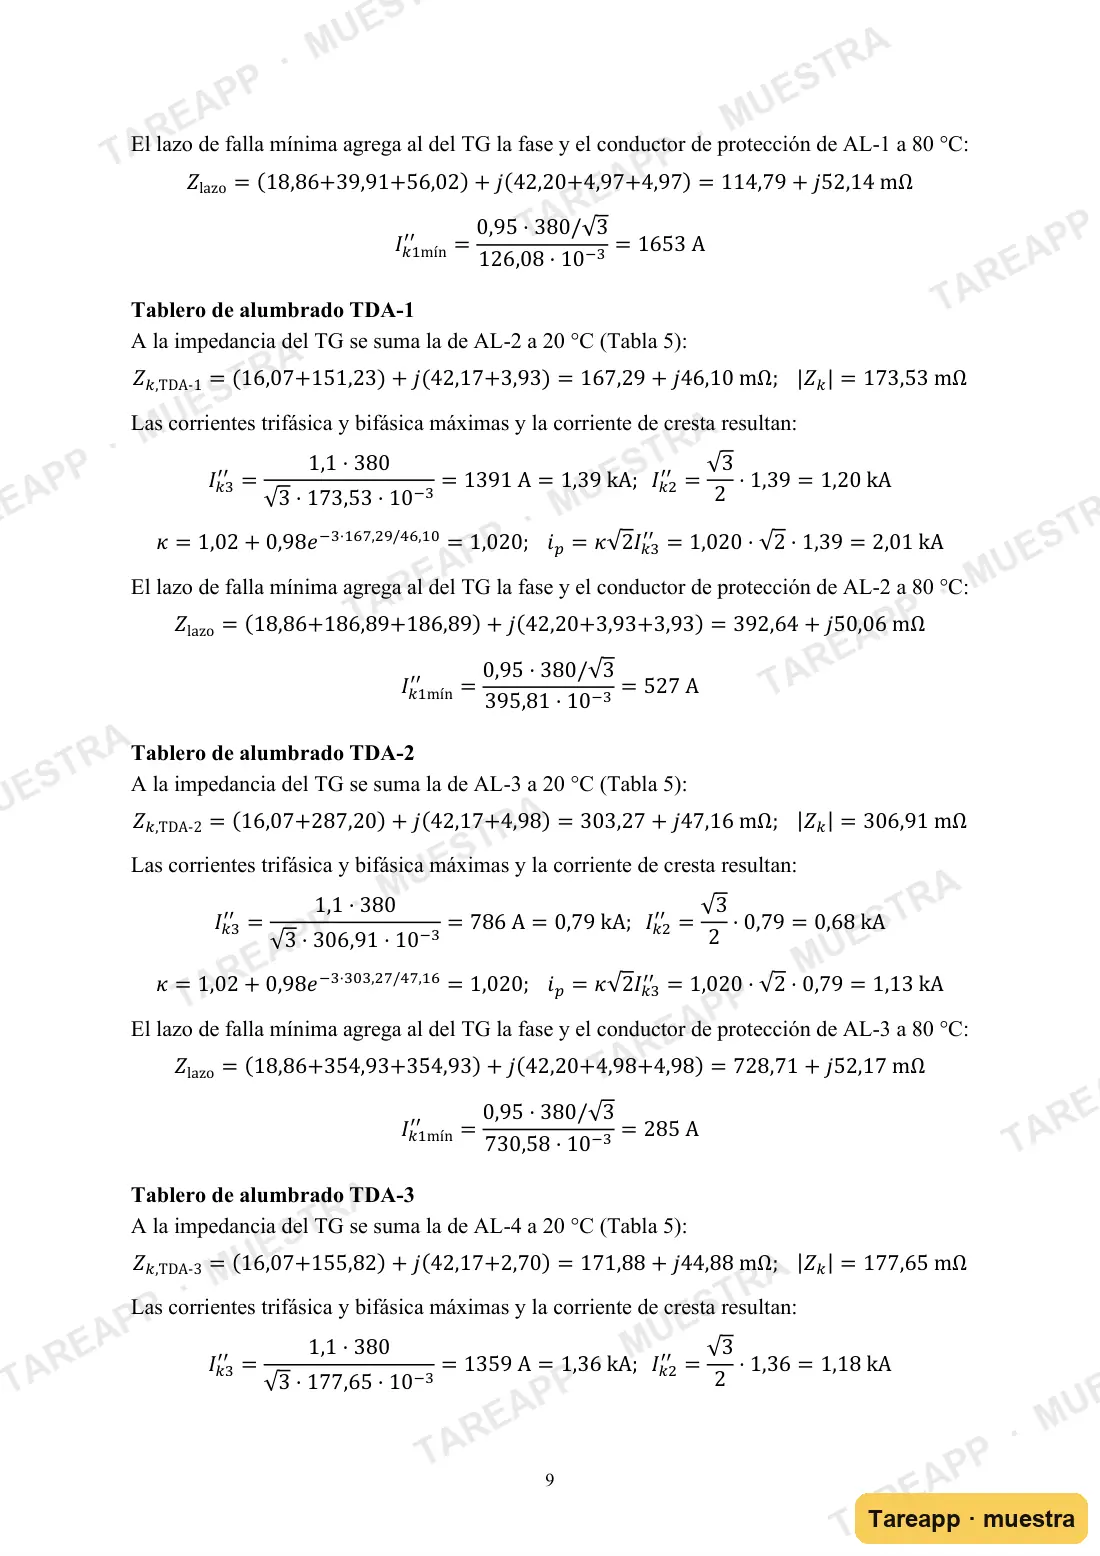 El lazo de falla mínima agrega al del TG la fase y el conductor de protección de AL-1 a 80 °C:
Z_lazo = (18,86+39,91+56,02) + j(42,20+4,97+4,97) = 114,79 + j52,14 mΩ
I''_k1mín = (0,95 · 380/√3) / (126,08 · 10⁻³) = 1653 A
Tablero de alumbrado TDA-1
A la impedancia del TG se suma la de AL-2 a 20 °C (Tabla 5):
Z_k,TDA-1 = (16,07+151,23) + j(42,17+3,93) = 167,29 + j46,10 mΩ; |Z_k| = 173,53 mΩ
Las corrientes trifásica y bifásica máximas y la corriente de cresta resultan:
I''_k3 = (1,1 · 380) / (√3 · 173,53 · 10⁻³) = 1391 A = 1,39 kA; I''_k2 = √3/2 · 1,39 = 1,20 kA
κ = 1,02 + 0,98e^(−3·167,29/46,10) = 1,020; i_p = κ√2I''_k3 = 1,020 · √2 · 1,39 = 2,01 kA
El lazo de falla mínima agrega al del TG la fase y el conductor de protección de AL-2 a 80 °C:
Z_lazo = (18,86+186,89+186,89) + j(42,20+3,93+3,93) = 392,64 + j50,06 mΩ
I''_k1mín = (0,95 · 380/√3) / (395,81 · 10⁻³) = 527 A
Tablero de alumbrado TDA-2
A la impedancia del TG se suma la de AL-3 a 20 °C (Tabla 5):
Z_k,TDA-2 = (16,07+287,20) + j(42,17+4,98) = 303,27 + j47,16 mΩ; |Z_k| = 306,91 mΩ
Las corrientes trifásica y bifásica máximas y la corriente de cresta resultan:
I''_k3 = (1,1 · 380) / (√3 · 306,91 · 10⁻³) = 786 A = 0,79 kA; I''_k2 = √3/2 · 0,79 = 0,68 kA
κ = 1,02 + 0,98e^(−3·303,27/47,16) = 1,020; i_p = κ√2I''_k3 = 1,020 · √2 · 0,79 = 1,13 kA
El lazo de falla mínima agrega al del TG la fase y el conductor de protección de AL-3 a 80 °C:
Z_lazo = (18,86+354,93+354,93) + j(42,20+4,98+4,98) = 728,71 + j52,17 mΩ
I''_k1mín = (0,95 · 380/√3) / (730,58 · 10⁻³) = 285 A
Tablero de alumbrado TDA-3
A la impedancia del TG se suma la de AL-4 a 20 °C (Tabla 5):
Z_k,TDA-3 = (16,07+155,82) + j(42,17+2,70) = 171,88 + j44,88 mΩ; |Z_k| = 177,65 mΩ
Las corrientes trifásica y bifásica máximas y la corriente de cresta resultan:
I''_k3 = (1,1 · 380) / (√3 · 177,65 · 10⁻³) = 1359 A = 1,36 kA; I''_k2 = √3/2 · 1,36 = 1,18 kA
9
TAREAPP · MUESTRA
Tareapp · muestra